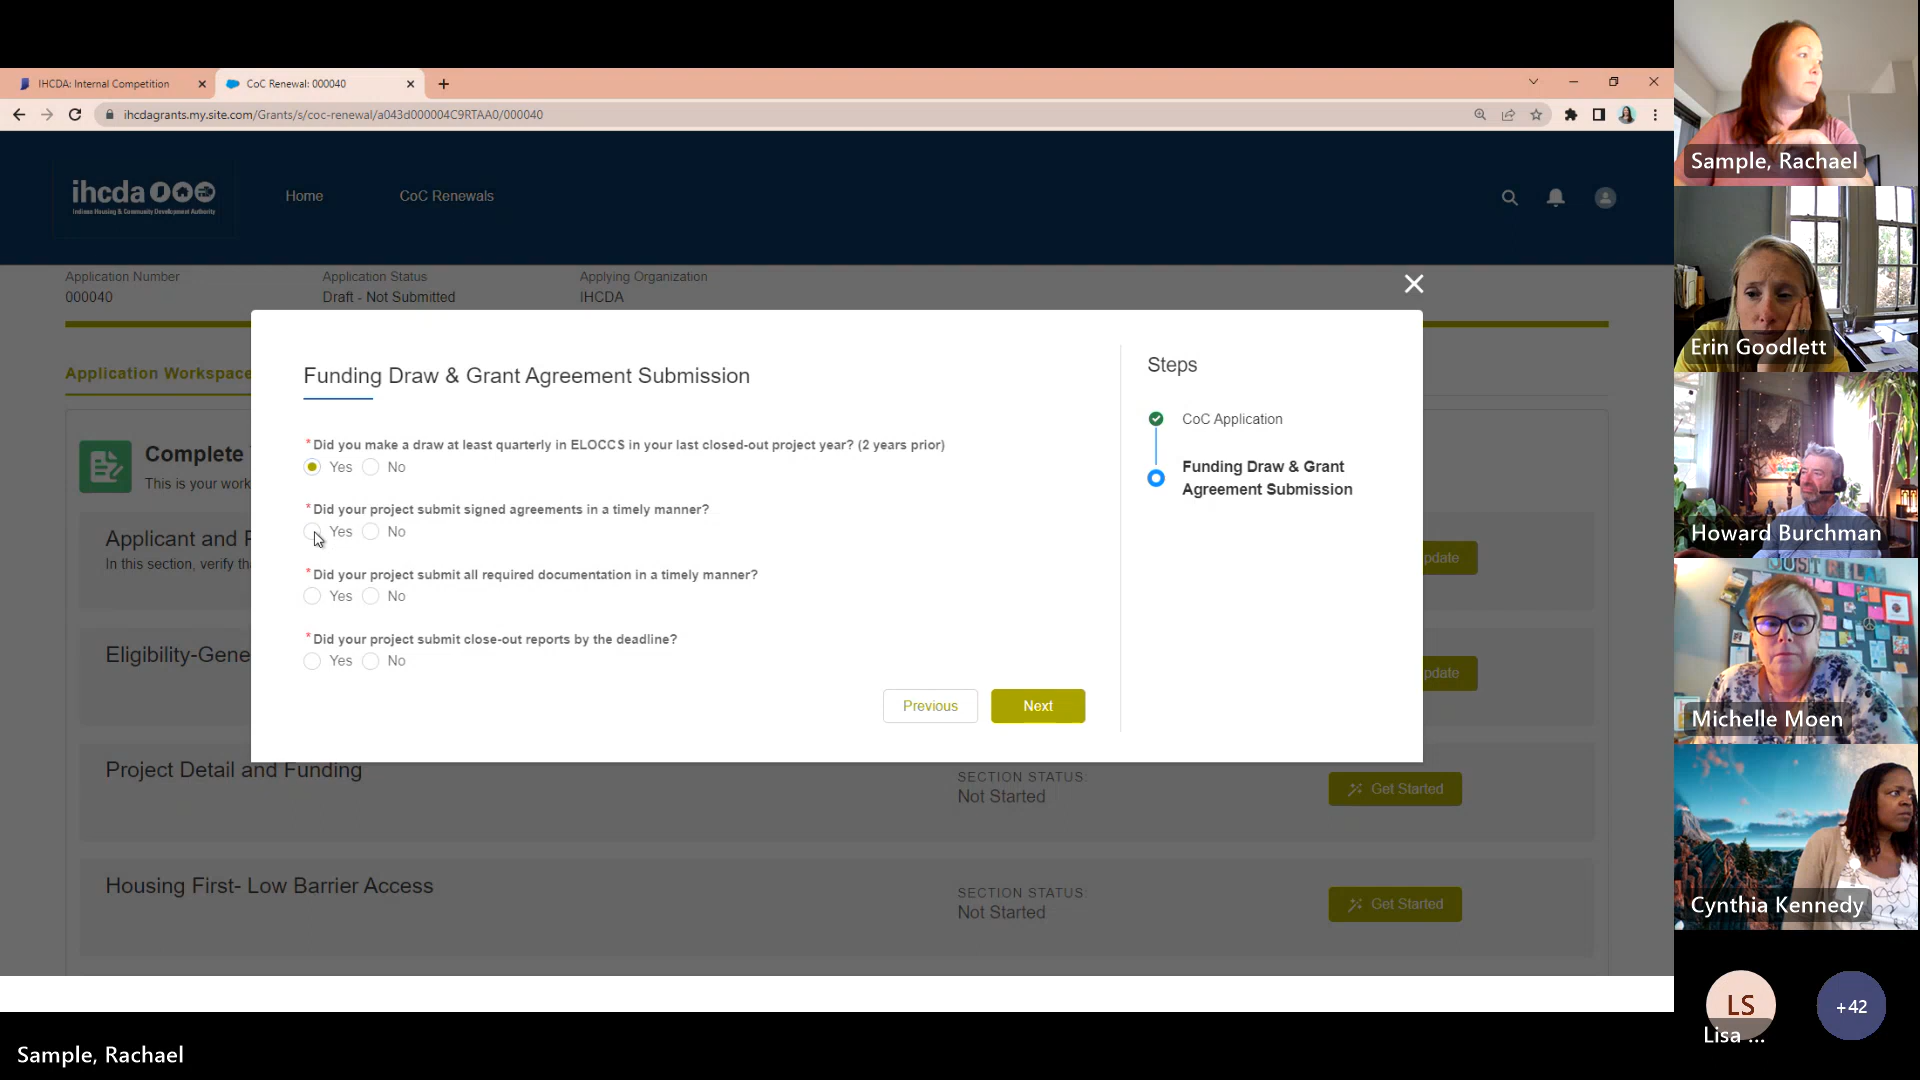 IHCDA: Internal Competition
CoC Renewal: 000040
ihcdagrants.my.site.com/Grants/s/coc-renewal/a043d000004C9RTAA0/000040
ihcda
Indiana Housing & Community Development Authority
Home
CoC Renewals
Application Number
000040
Application Status
Draft - Not Submitted
Applying Organization
IHCDA
Application Workspace
Complete
This is your work
Applicant and
In this section, verify th
Eligibility-Gene
Project Detail and Funding
SECTION STATUS:
Not Started
Get Started
Housing First- Low Barrier Access
SECTION STATUS:
Not Started
Get Started
pdate
pdate
Funding Draw & Grant Agreement Submission
*Did you make a draw at least quarterly in ELOCCS in your last closed-out project year? (2 years prior)
Yes No
*Did your project submit signed agreements in a timely manner?
Yes No
*Did your project submit all required documentation in a timely manner?
Yes No
*Did your project submit close-out reports by the deadline?
Yes No
Previous
Next
Steps
CoC Application
Funding Draw & Grant
Agreement Submission
Sample, Rachael
Erin Goodlett
Howard Burchman
Michelle Moen
Cynthia Kennedy
LS
Lisa ...
+42
Sample, Rachael